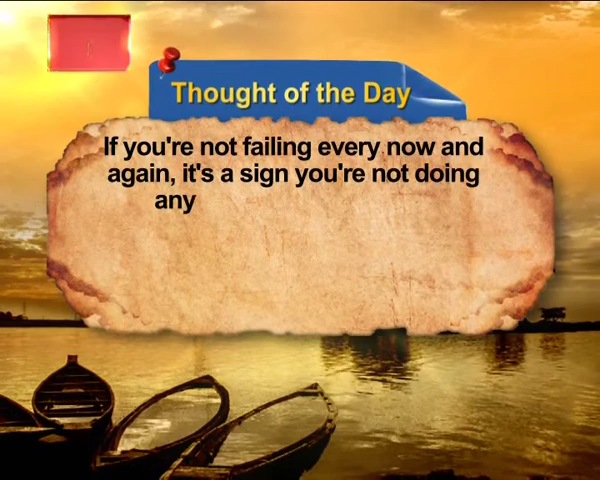 Thought of the Day
If you're not failing every now and
again, it's a sign you're not doing
any